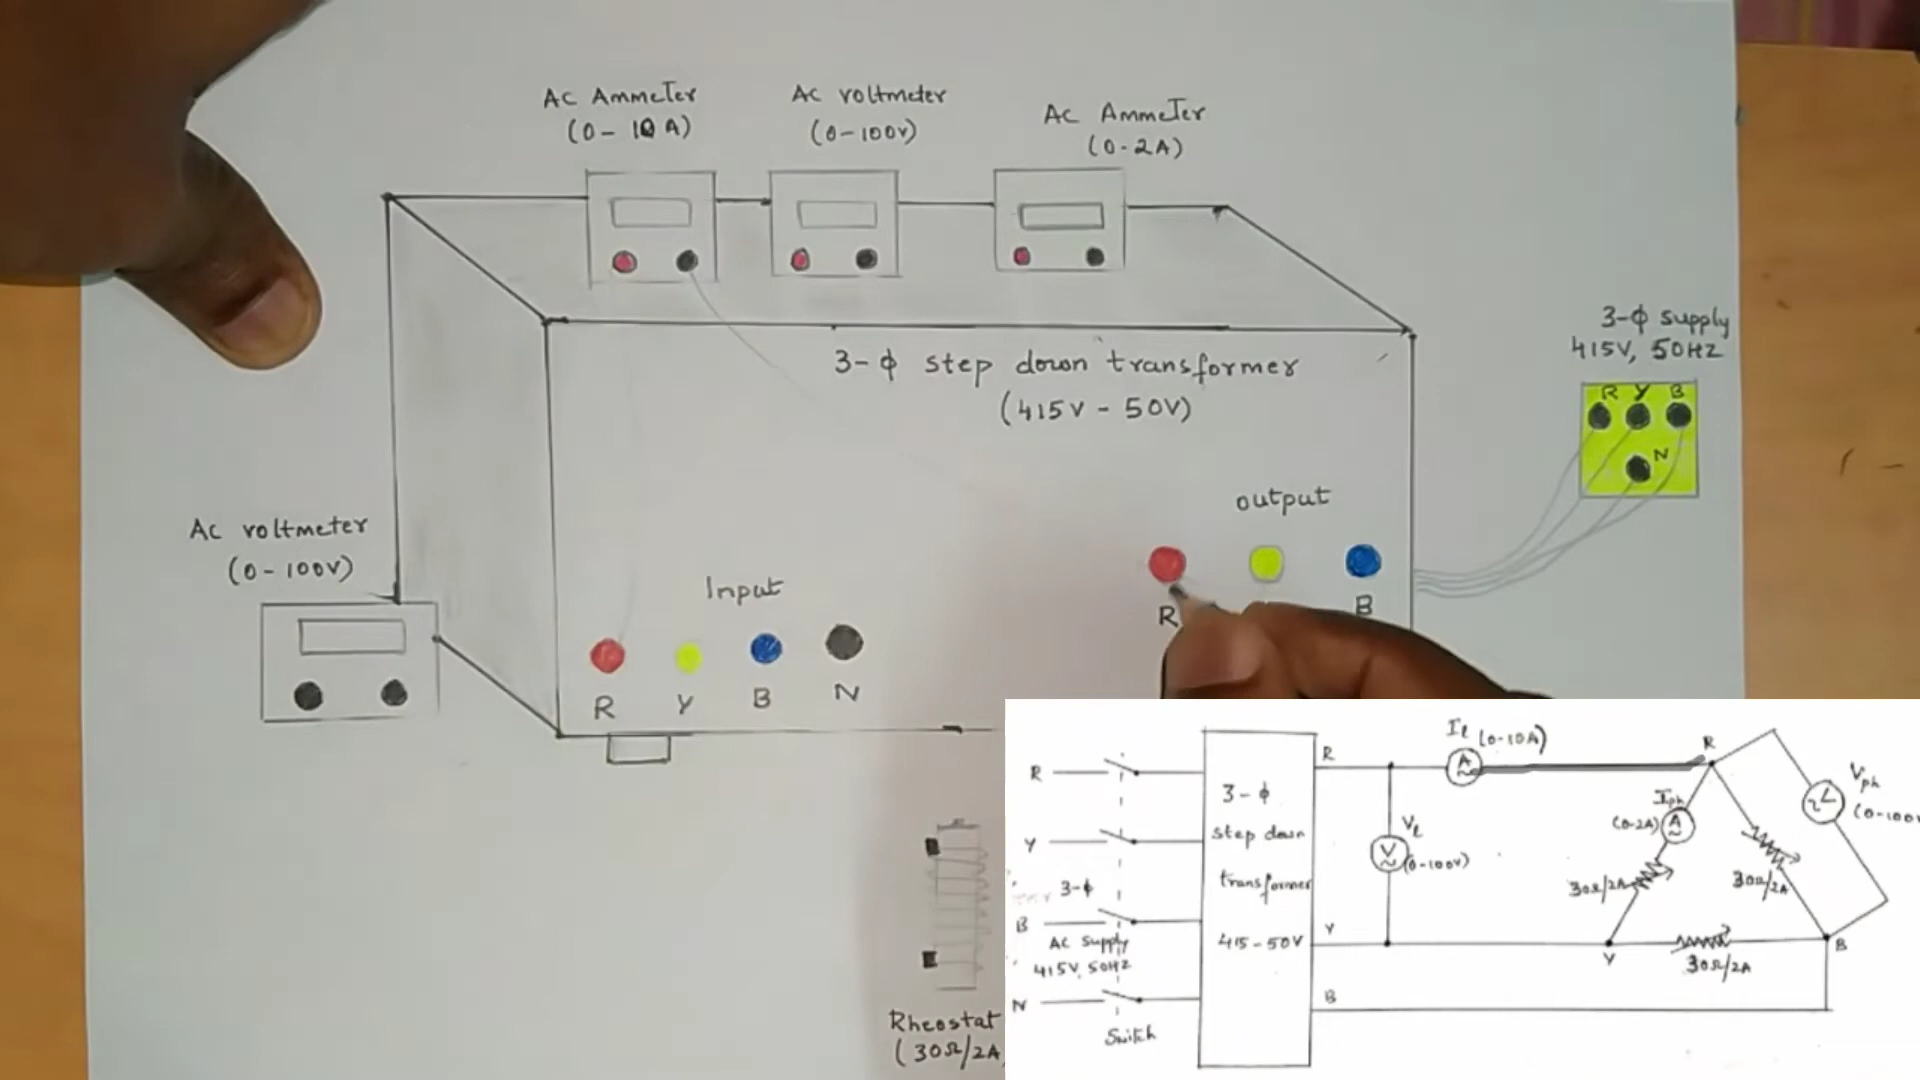 Ac Ammeter
(0-10A)
Ac voltmeter
(0-100v)
Ac Ammeter
(0-2A)
3-ϕ supply
415V, 50HZ
R Y B
N
3-ϕ step down transformer
(415V - 50V)
output
R
B
Ac voltmeter
(0-100V)
Input
R Y B N
Rheostat
(30Ω/2A
R
Y
3-ϕ
B
AC Supply
415V, 50HZ
N
Switch
3-ϕ
step down
transformer
415-50V
R
Y
B
Il (0-10A)
A
Vl
V
(0-100V)
R
Iph
(0-2A)
A
30Ω/2A
30Ω/2A
Vph
(0-100V
V
Y
30Ω/2A
B